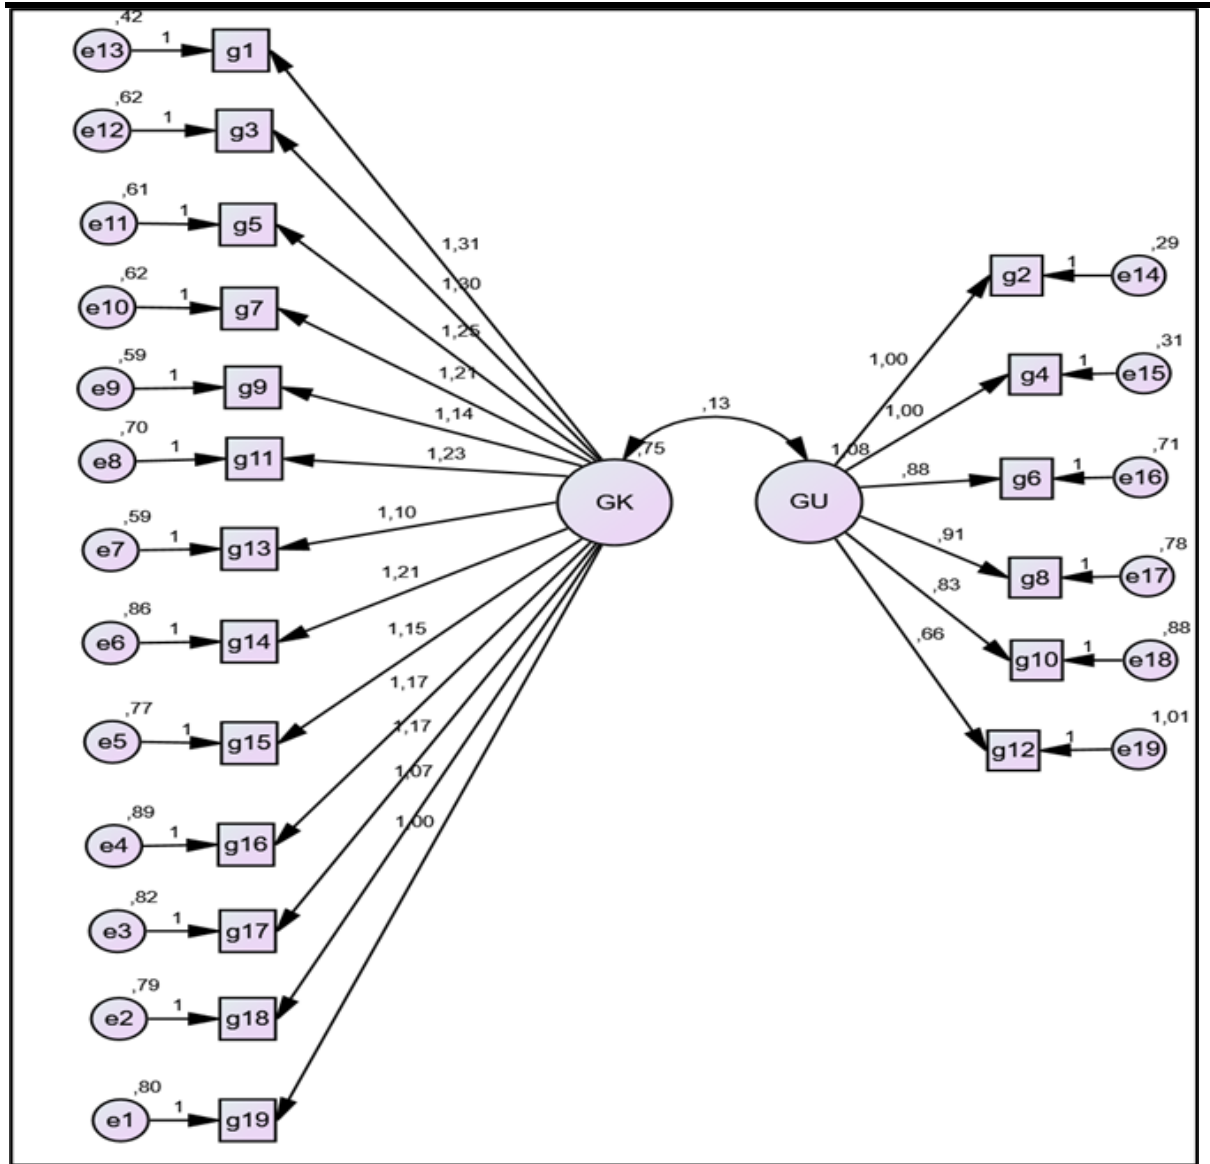 ,42
e13 1 g1
,62
e12 1 g3
,61
e11 1 g5
,62
e10 1 g7
,59
e9 1 g9
,70
e8 1 g11
,59
e7 1 g13
,86
e6 1 g14
,77
e5 1 g15
,89
e4 1 g16
,82
e3 1 g17
,79
e2 1 g18
,80
e1 1 g19
1,31
1,30
1,25
1,21
1,14
1,23
1,10
1,21
1,15
1,17
1,17
1,07
1,00
,75
GK
,13
1,08
GU
1,00
1,00
,88
,91
,83
,66
,29
g2 1 e14
,31
g4 1 e15
,71
g6 1 e16
,78
g8 1 e17
,88
g10 1 e18
1,01
g12 1 e19